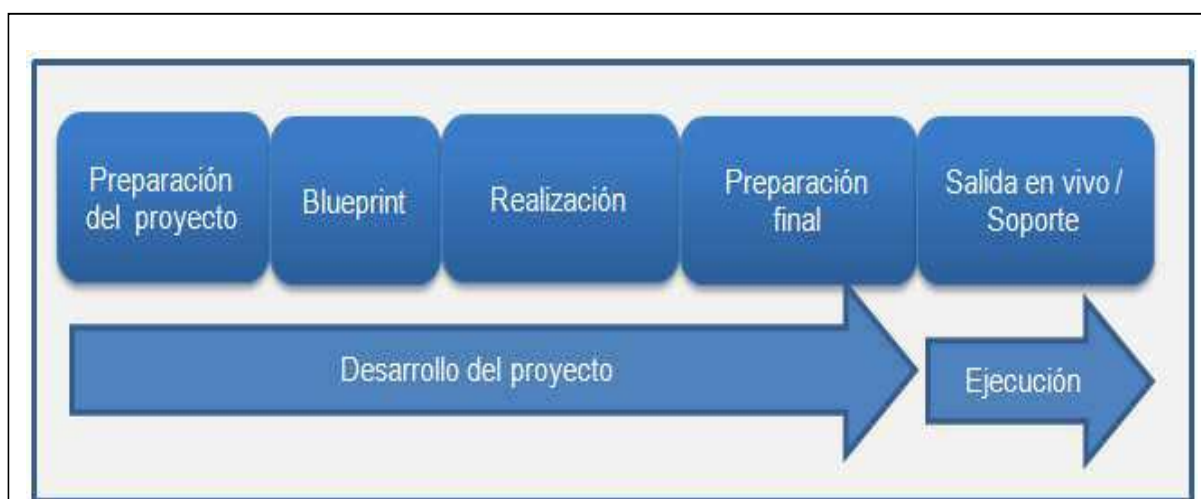 Preparación
del proyecto
Blueprint
Realización
Preparación
final
Salida en vivo /
Soporte
Desarrollo del proyecto
Ejecución